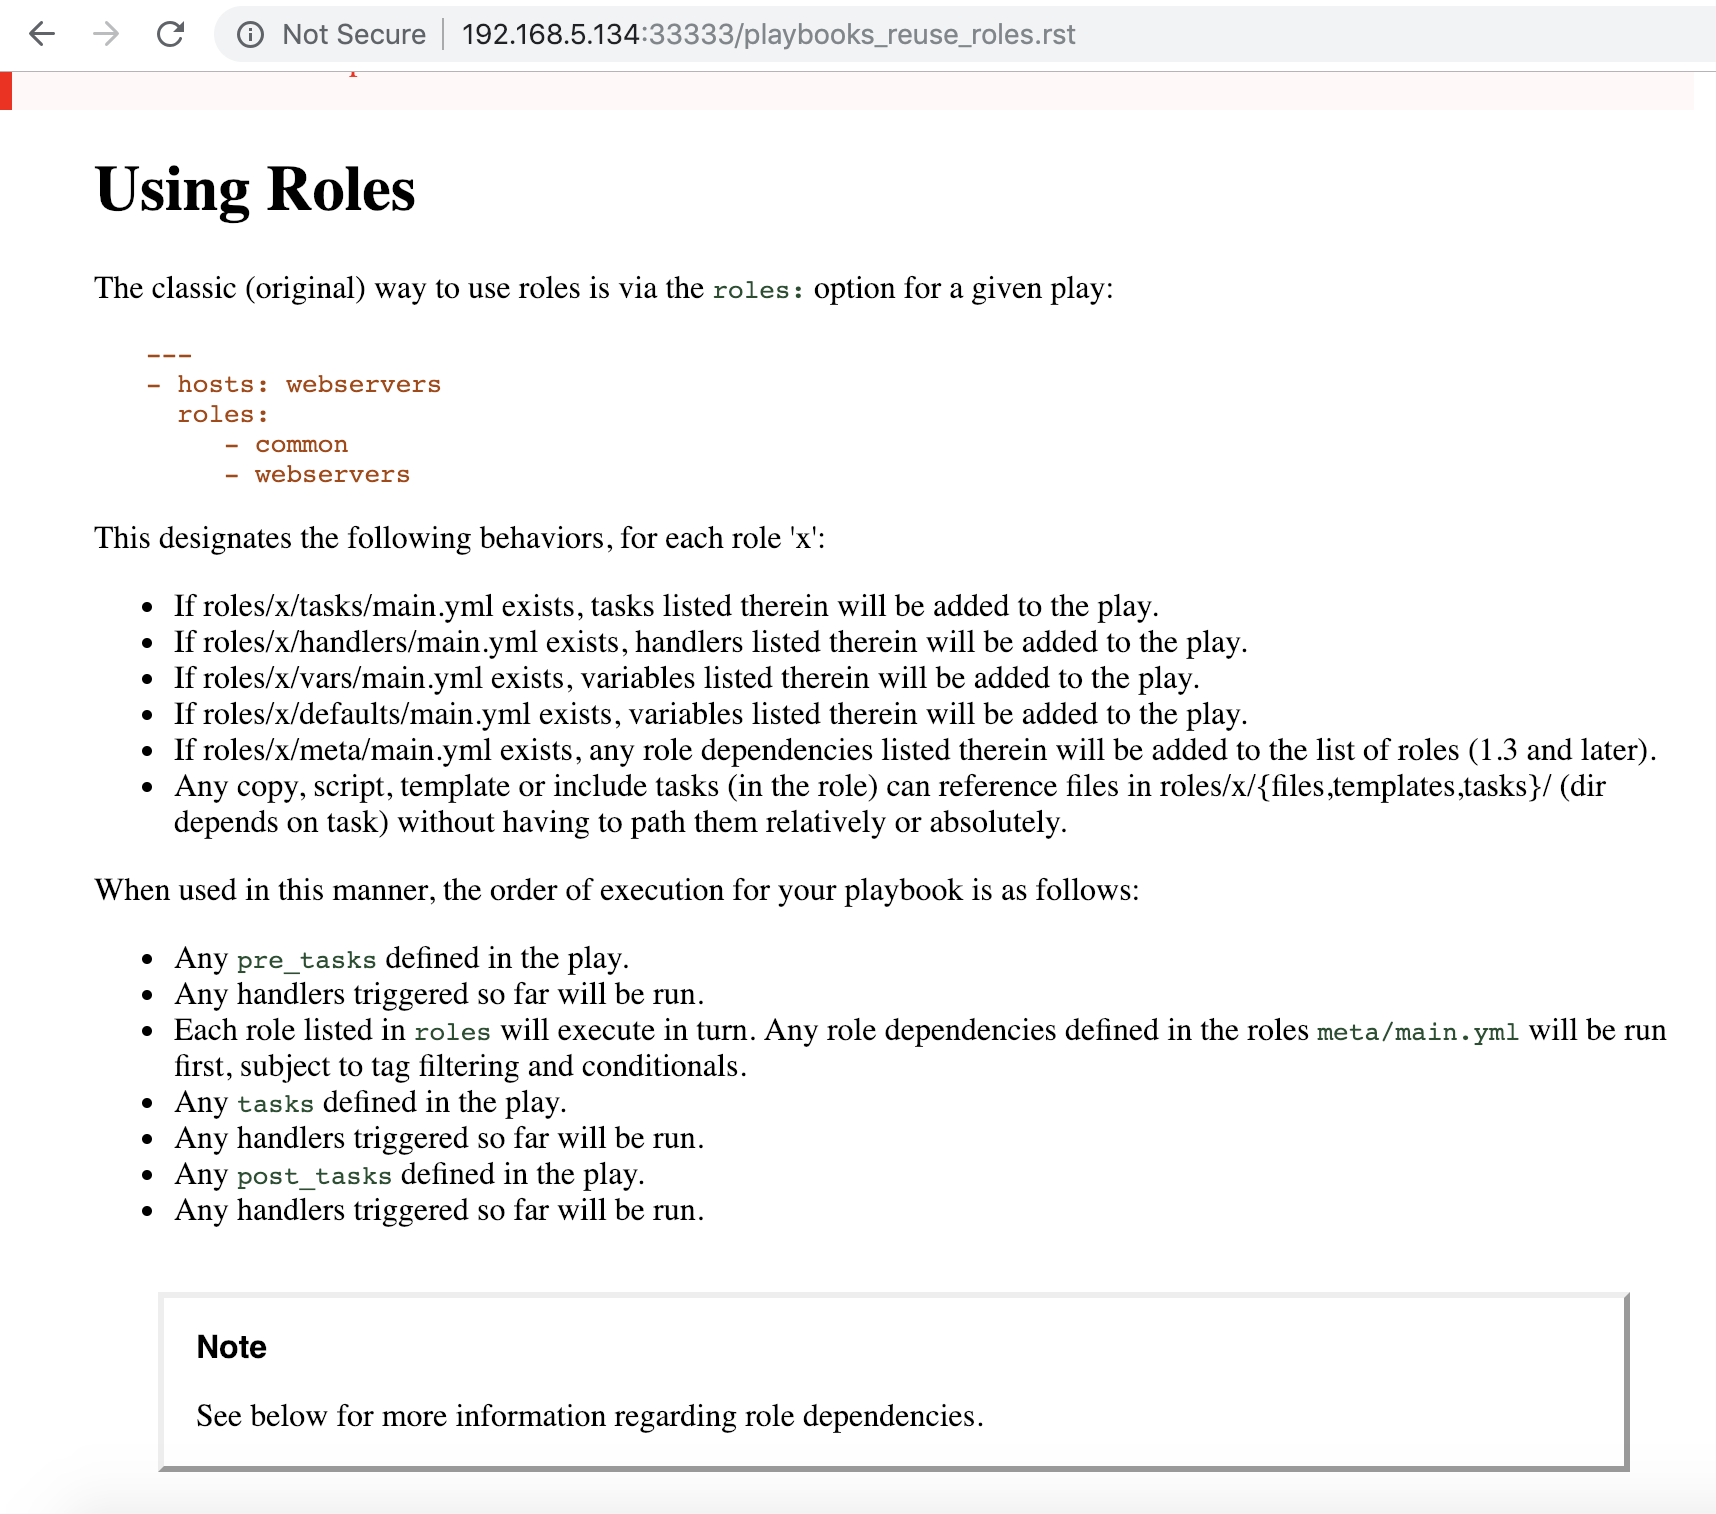 Not Secure 192.168.5.134:33333/playbooks_reuse_roles.rst
Using Roles
The classic (original) way to use roles is via the roles: option for a given play:
---
- hosts: webservers
  roles:
     - common
     - webservers
This designates the following behaviors, for each role 'x':
• If roles/x/tasks/main.yml exists, tasks listed therein will be added to the play.
• If roles/x/handlers/main.yml exists, handlers listed therein will be added to the play.
• If roles/x/vars/main.yml exists, variables listed therein will be added to the play.
• If roles/x/defaults/main.yml exists, variables listed therein will be added to the play.
• If roles/x/meta/main.yml exists, any role dependencies listed therein will be added to the list of roles (1.3 and later).
• Any copy, script, template or include tasks (in the role) can reference files in roles/x/{files,templates,tasks}/ (dir
depends on task) without having to path them relatively or absolutely.
When used in this manner, the order of execution for your playbook is as follows:
• Any pre_tasks defined in the play.
• Any handlers triggered so far will be run.
• Each role listed in roles will execute in turn. Any role dependencies defined in the roles meta/main.yml will be run
first, subject to tag filtering and conditionals.
• Any tasks defined in the play.
• Any handlers triggered so far will be run.
• Any post_tasks defined in the play.
• Any handlers triggered so far will be run.
Note
See below for more information regarding role dependencies.